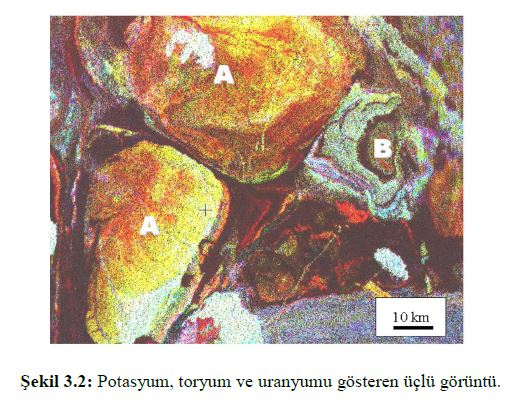 A
B
A
10 km
Şekil 3.2: Potasyum, toryum ve uranyumu gösteren üçlü görüntü.